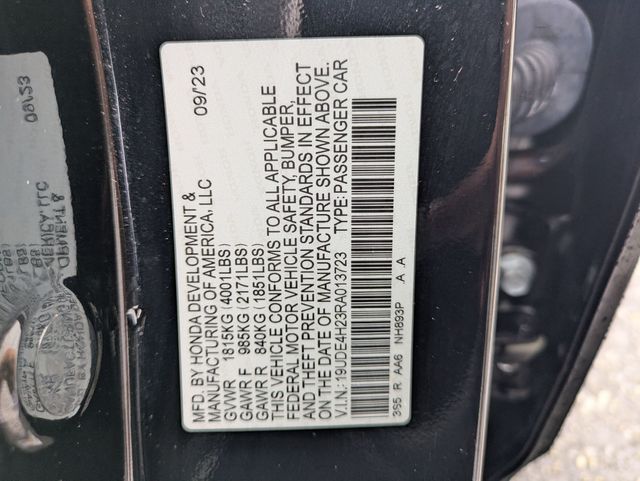 MFD. BY HONDA DEVELOPMENT & 09/23
MANUFACTURING OF AMERICA, LLC
GVWR 1815KG (4001LBS)
GAWR F 985KG (2171LBS)
GAWR R 840KG (1851LBS)
THIS VEHICLE CONFORMS TO ALL APPLICABLE
FEDERAL MOTOR VEHICLE SAFETY, BUMPER,
AND THEFT PREVENTION STANDARDS IN EFFECT
ON THE DATE OF MANUFACTURE SHOWN ABOVE.
V.I.N.:19UDE4H23RA013723 TYPE:PASSENGER CAR
3S5 R AA6 NH893P A .A